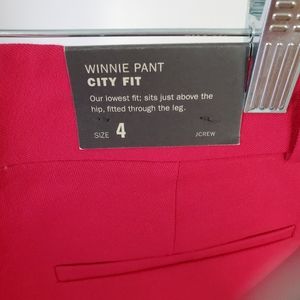 WINNIE PANT
CITY FIT
Our lowest fit; sits just above the
hip, fitted through the leg.
SIZE 4 JCREW